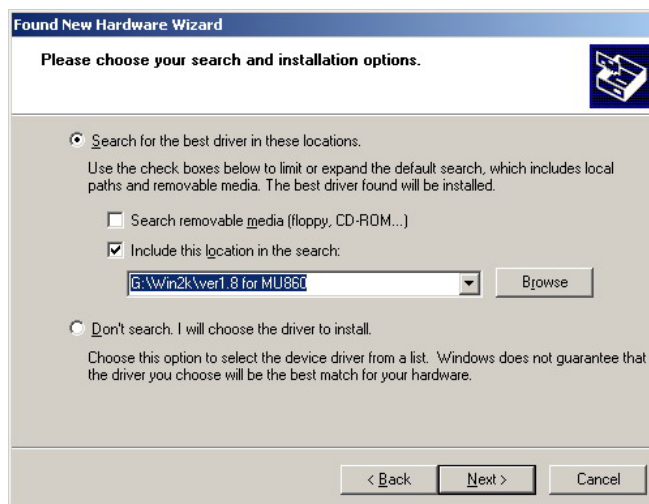 Found New Hardware Wizard
Please choose your search and installation options.
Search for the best driver in these locations.
Use the check boxes below to limit or expand the default search, which includes local
paths and removable media. The best driver found will be installed.
Search removable media (floppy, CD-ROM...)
Include this location in the search:
G:\Win2k\ver1.8 for MU860
Browse
Don't search. I will choose the driver to install.
Choose this option to select the device driver from a list. Windows does not guarantee that
the driver you choose will be the best match for your hardware.
< Back
Next >
Cancel